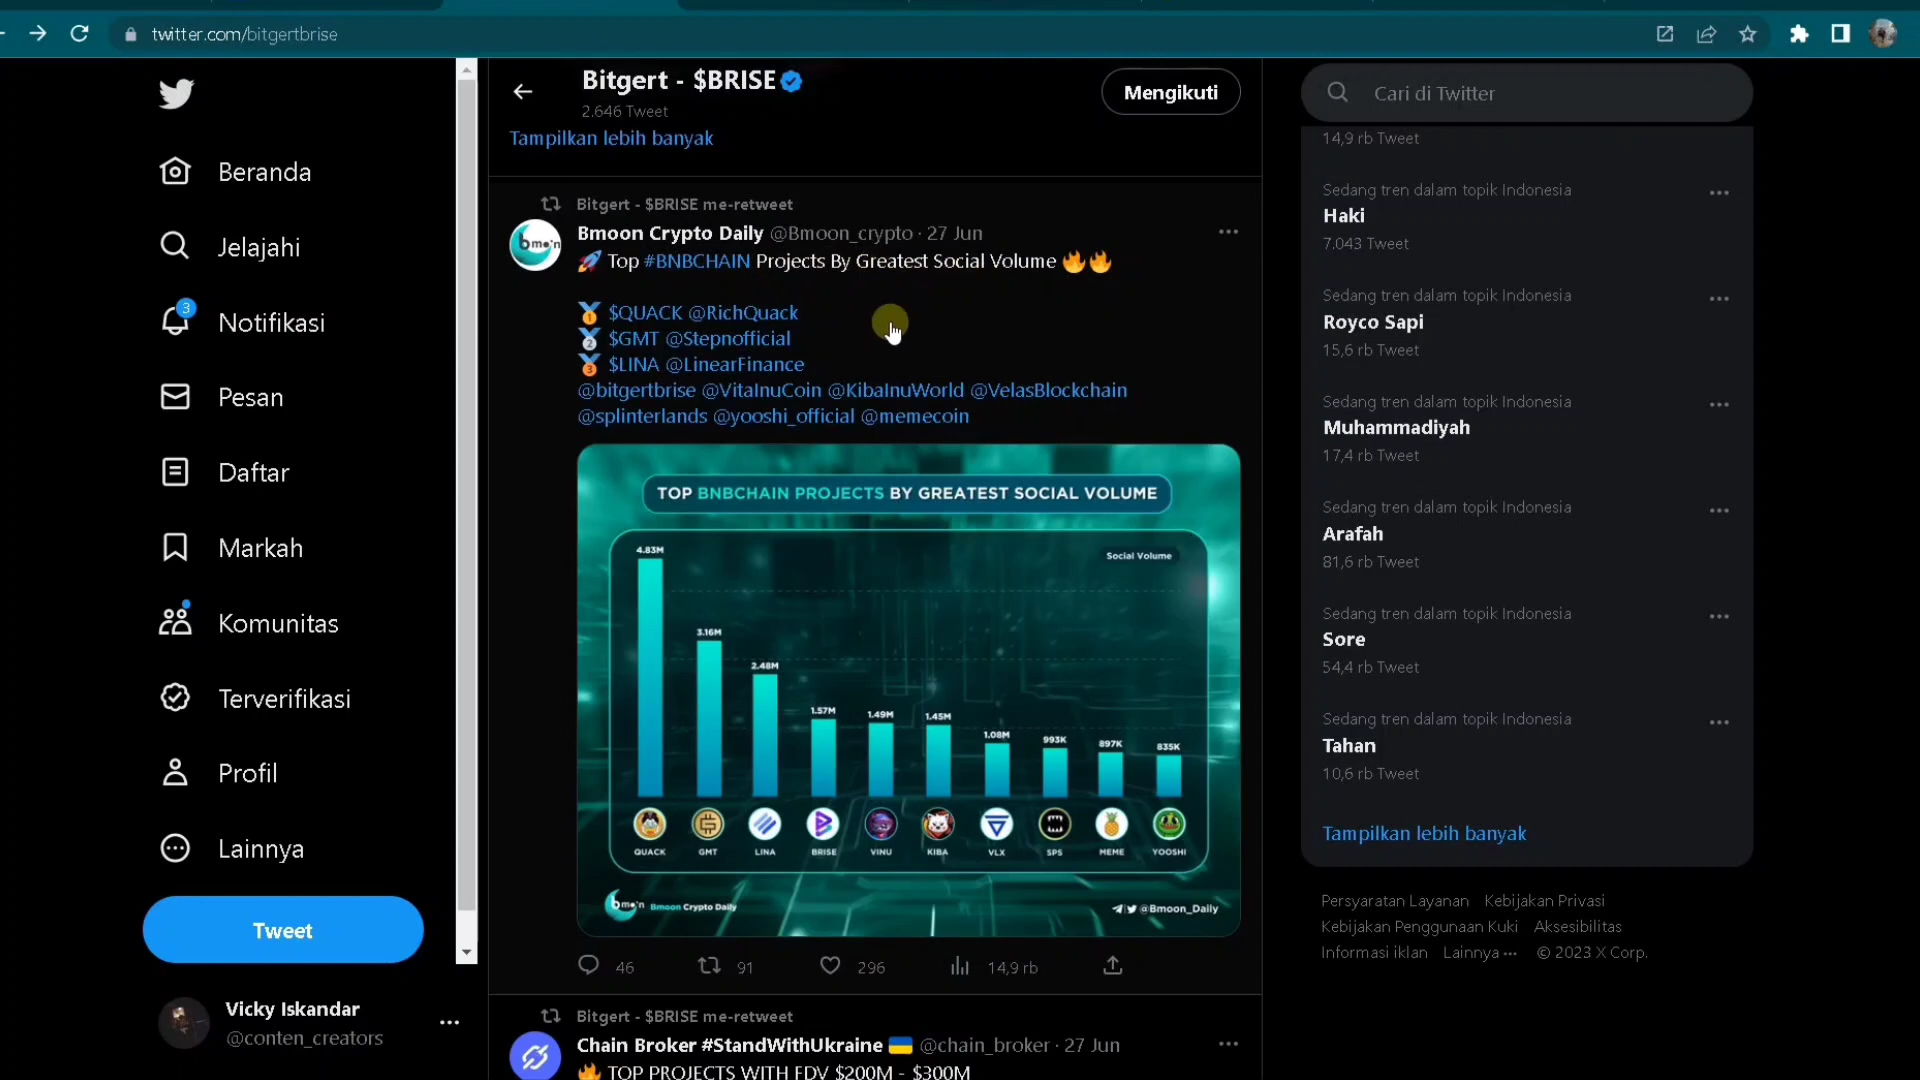 twitter.com/bitgertbrise
Beranda
Jelajahi
3
Notifikasi
Pesan
Daftar
Markah
Komunitas
Terverifikasi
Profil
Lainnya
Tweet
Vicky Iskandar
@conten_creators
Bitgert - $BRISE
2.646 Tweet
Mengikuti
Tampilkan lebih banyak
Bitgert - $BRISE me-retweet
Bmoon Crypto Daily @Bmoon_crypto · 27 Jun
🚀 Top #BNBCHAIN Projects By Greatest Social Volume 🔥🔥
🥇 $QUACK @RichQuack
🥈 $GMT @Stepnofficial
🥉 $LINA @LinearFinance
@bitgertbrise @VitaInuCoin @KibaInuWorld @VelasBlockchain
@splinterlands @yooshi_official @memecoin
TOP BNBCHAIN PROJECTS BY GREATEST SOCIAL VOLUME
Social Volume
4.83M 3.16M 2.48M 1.57M 1.49M 1.45M 1.08M 993K 897K 835K
QUACK GMT LINA BRISE VINU KIBA VLX SPS MEME YOOSHI
bmoon Bmoon Crypto Daily
@Bmoon_Daily
46 91 296 14,9 rb
Bitgert - $BRISE me-retweet
Chain Broker #StandWithUkraine 🇺🇦 @chain_broker · 27 Jun
🔥 TOP PROJECTS WITH FDV $200M - $300M
Cari di Twitter
14,9 rb Tweet
Sedang tren dalam topik Indonesia
Haki
7.043 Tweet
Sedang tren dalam topik Indonesia
Royco Sapi
15,6 rb Tweet
Sedang tren dalam topik Indonesia
Muhammadiyah
17,4 rb Tweet
Sedang tren dalam topik Indonesia
Arafah
81,6 rb Tweet
Sedang tren dalam topik Indonesia
Sore
54,4 rb Tweet
Sedang tren dalam topik Indonesia
Tahan
10,6 rb Tweet
Tampilkan lebih banyak
Persyaratan Layanan Kebijakan Privasi
Kebijakan Penggunaan Kuki Aksesibilitas
Informasi iklan Lainnya ··· © 2023 X Corp.